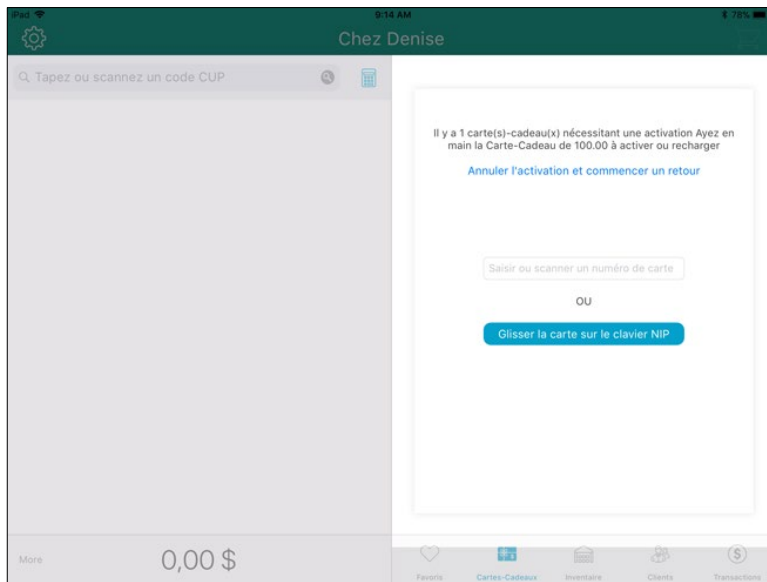 iPad 9:14 AM 78%
Chez Denise
Tapez ou scannez un code CUP
Il y a 1 carte(s)-cadeau(x) nécessitant une activation Ayez en
main la Carte-Cadeau de 100.00 à activer ou recharger
Annuler l'activation et commencer un retour
Saisir ou scanner un numéro de carte
OU
Glisser la carte sur le clavier NIP
More 0,00 $
Favoris Cartes-Cadeaux Inventaire Clients Transactions